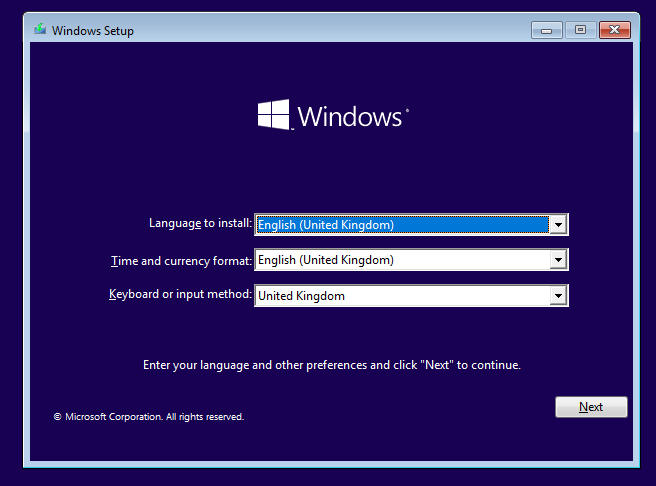 Windows Setup
Windows
Language to install: English (United Kingdom)
Time and currency format: English (United Kingdom)
Keyboard or input method: United Kingdom
Enter your language and other preferences and click "Next" to continue.
Next
© Microsoft Corporation. All rights reserved.